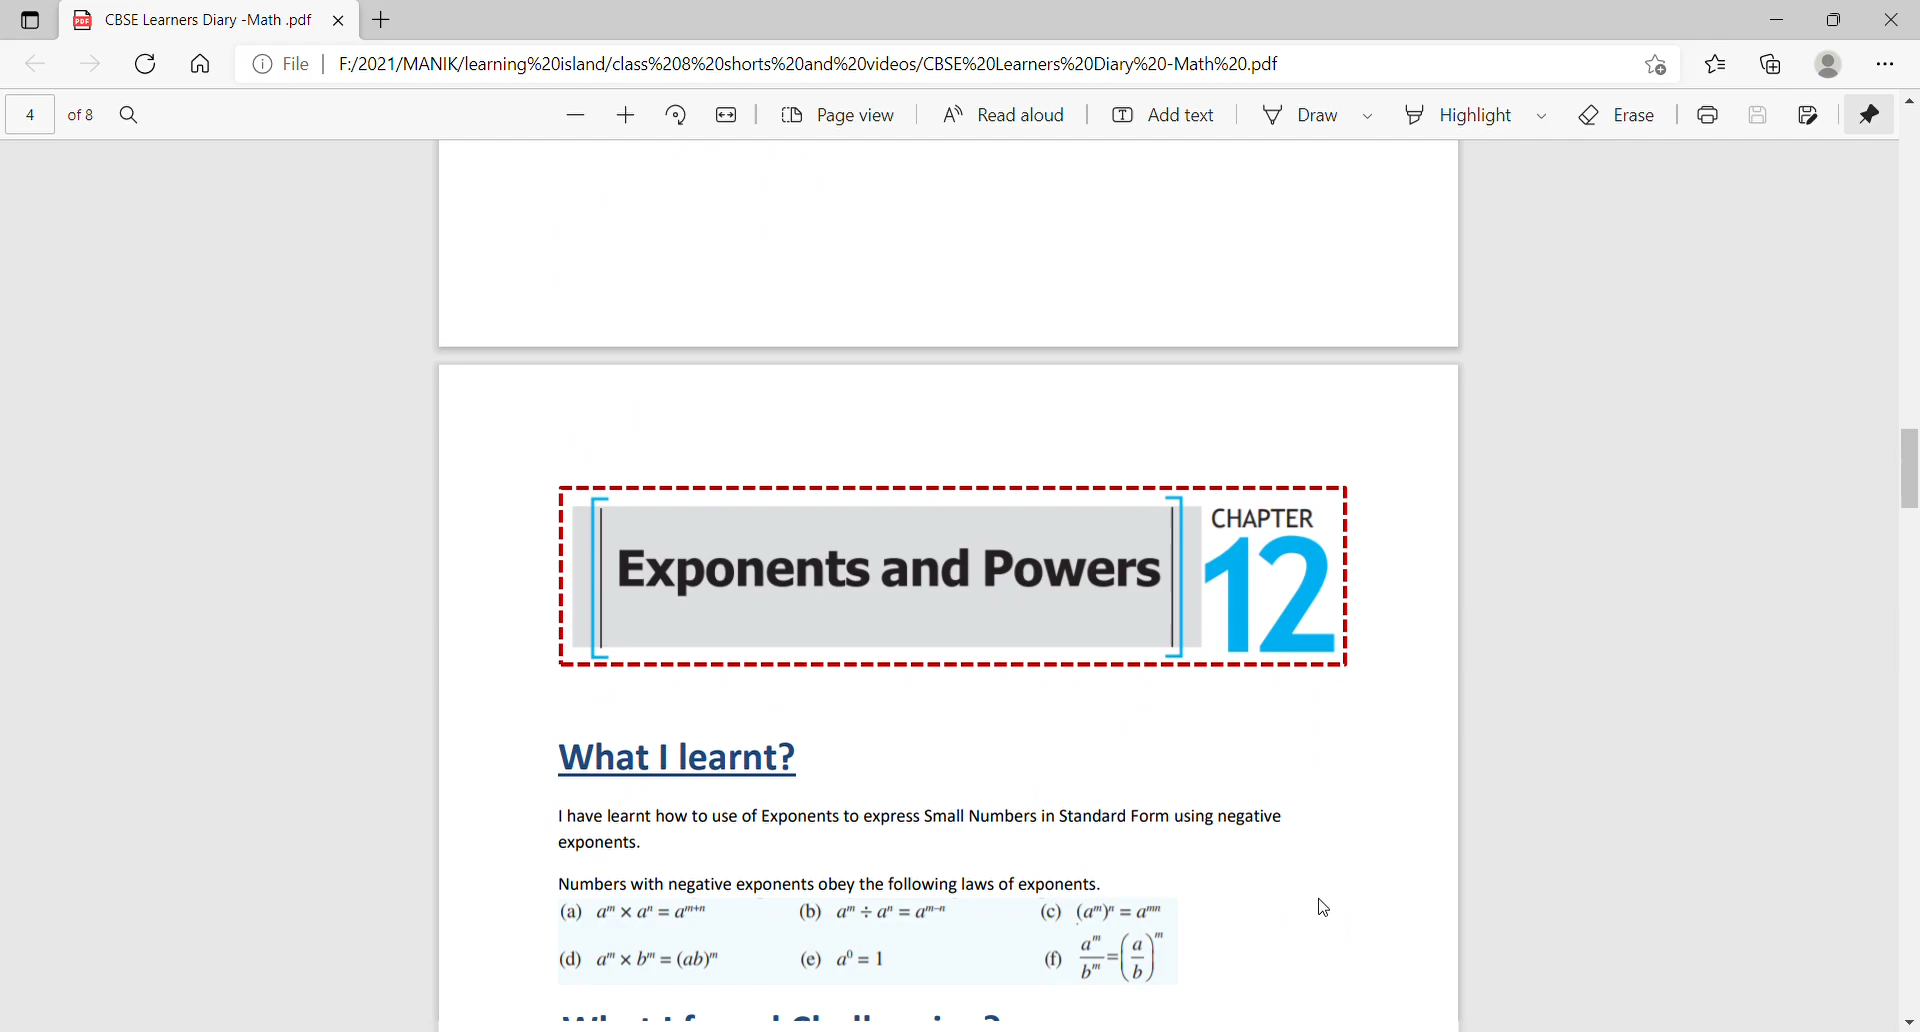 CBSE Learners Diary -Math .pdf
File F:/2021/MANIK/learning%20island/class%208%20shorts%20and%20videos/CBSE%20Learners%20Diary%20-Math%20.pdf
4 of 8 Page view Read aloud Add text Draw Highlight Erase
CHAPTER
Exponents and Powers 12
What I learnt?
I have learnt how to use of Exponents to express Small Numbers in Standard Form using negative
exponents.
Numbers with negative exponents obey the following laws of exponents.
(a) aᵐ × aⁿ = aᵐ⁺ⁿ (b) aᵐ ÷ aⁿ = aᵐ⁻ⁿ (c) (aᵐ)ⁿ = aᵐⁿ
(d) aᵐ × bᵐ = (ab)ᵐ (e) a⁰ = 1 (f) aᵐ/bᵐ = (a/b)ᵐ